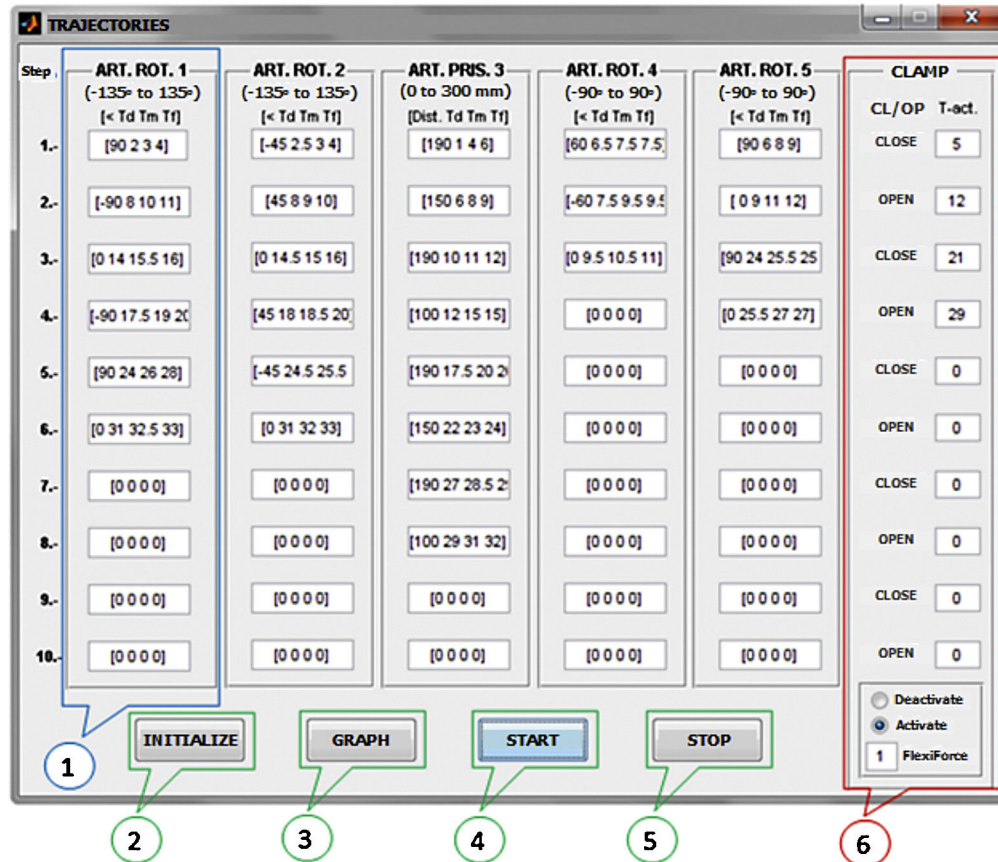 TRAJECTORIES
Step . ART. ROT. 1 ART. ROT. 2 ART. PRIS. 3 ART. ROT. 4 ART. ROT. 5 CLAMP
(-135º to 135º) (-135º to 135º) (0 to 300 mm) (-90º to 90º) (-90º to 90º) CL/OP T-act.
[< Td Tm Tf] [< Td Tm Tf] [Dist. Td Tm Tf] [< Td Tm Tf] [< Td Tm Tf]
1.- [90 2 3 4] [-45 2.5 3 4] [190 1 4 6] [60 6.5 7.5 7.5] [90 6 8 9] CLOSE 5
2.- [-90 8 10 11] [45 8 9 10] [150 6 8 9] [-60 7.5 9.5 9.5 [ 0 9 11 12] OPEN 12
3.- [0 14 15.5 16] [0 14.5 15 16] [190 10 11 12] [0 9.5 10.5 11] [90 24 25.5 25 CLOSE 21
4.- [-90 17.5 19 20 [45 18 18.5 20] [100 12 15 15] [0 0 0 0] [0 25.5 27 27] OPEN 29
5.- [90 24 26 28] [-45 24.5 25.5 [190 17.5 20 20 [0 0 0 0] [0 0 0 0] CLOSE 0
6.- [0 31 32.5 33] [0 31 32 33] [150 22 23 24] [0 0 0 0] [0 0 0 0] OPEN 0
7.- [0 0 0 0] [0 0 0 0] [190 27 28.5 [0 0 0 0] [0 0 0 0] CLOSE 0
8.- [0 0 0 0] [0 0 0 0] [100 29 31 32] [0 0 0 0] [0 0 0 0] OPEN 0
9.- [0 0 0 0] [0 0 0 0] [0 0 0 0] [0 0 0 0] [0 0 0 0] CLOSE 0
10.- [0 0 0 0] [0 0 0 0] [0 0 0 0] [0 0 0 0] [0 0 0 0] OPEN 0
Deactivate
Activate
1 FlexiForce
INITIALIZE GRAPH START STOP
1
2 3 4 5 6